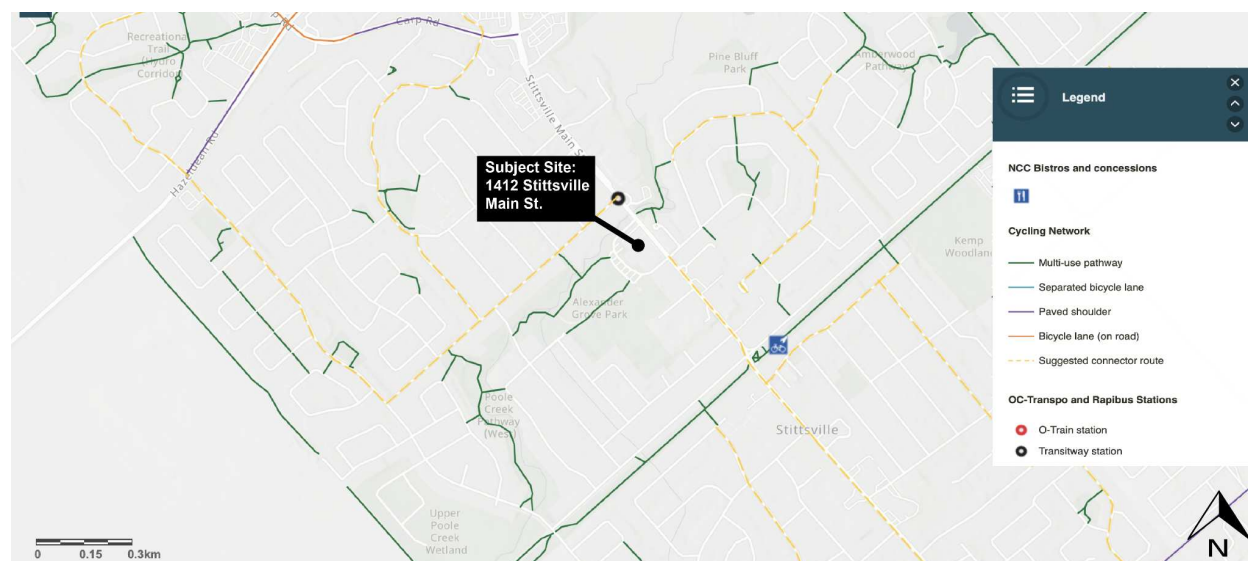 Carp Rd
Recreational
Trail
(Hydro
Corridor)
Pine Bluff
Park
Amberwood
Pathway
Stittsville Main St
Hazeldean Rd
Subject Site:
1412 Stittsville
Main St.
Kemp
Woodland
Alexander
Grove Park
Poole
Creek
Pathway
(West)
Stittsville
Upper
Poole
Creek
Wetland
0 0.15 0.3km
Legend
NCC Bistros and concessions
Cycling Network
Multi-use pathway
Separated bicycle lane
Paved shoulder
Bicycle lane (on road)
Suggested connector route
OC-Transpo and Rapibus Stations
O-Train station
Transitway station
N